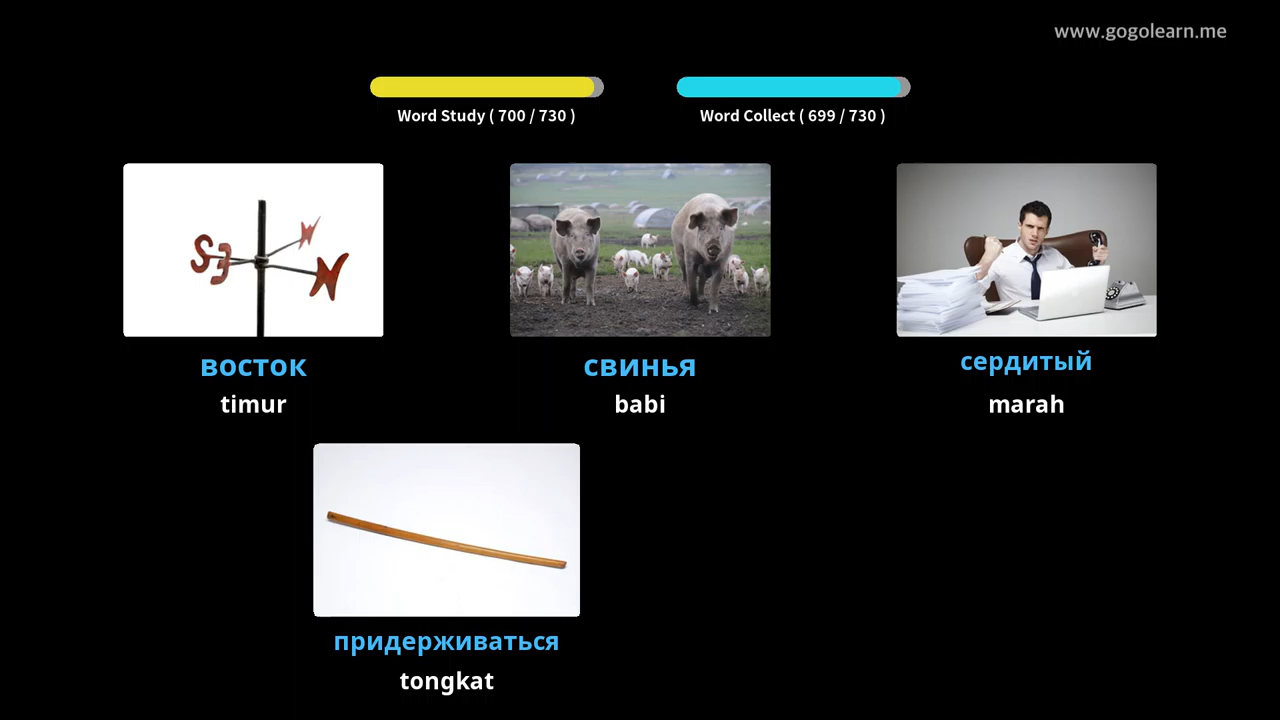 www.gogolearn.me
Word Study ( 700 / 730 )
Word Collect ( 699 / 730 )
восток
свинья
сердитый
timur
babi
marah
придерживаться
tongkat